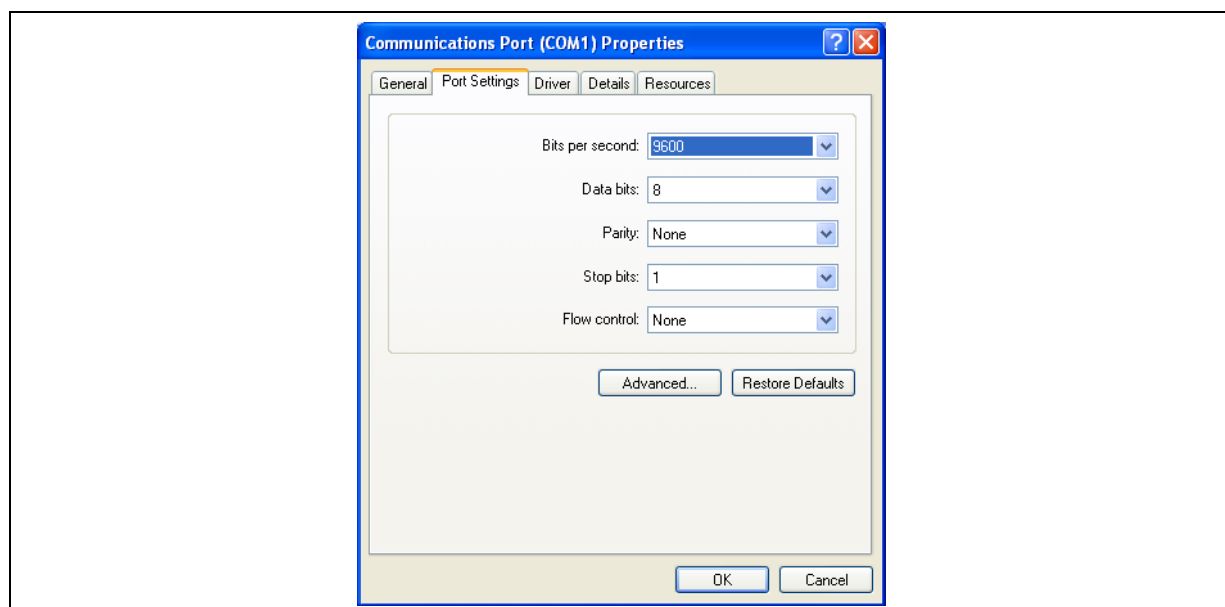 Communications Port (COM1) Properties ?
General Port Settings Driver Details Resources
Bits per second: 9600
Data bits: 8
Parity: None
Stop bits: 1
Flow control: None
Advanced... Restore Defaults
OK Cancel